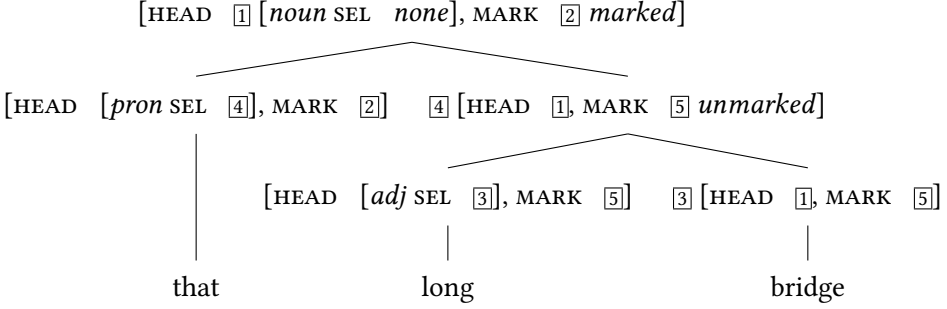 [HEAD 1 [noun SEL none], MARK 2 marked]
[HEAD [pron SEL 4], MARK 2] 4 [HEAD 1, MARK 5 unmarked]
[HEAD [adj SEL 3], MARK 5] 3 [HEAD 1, MARK 5]
that long bridge